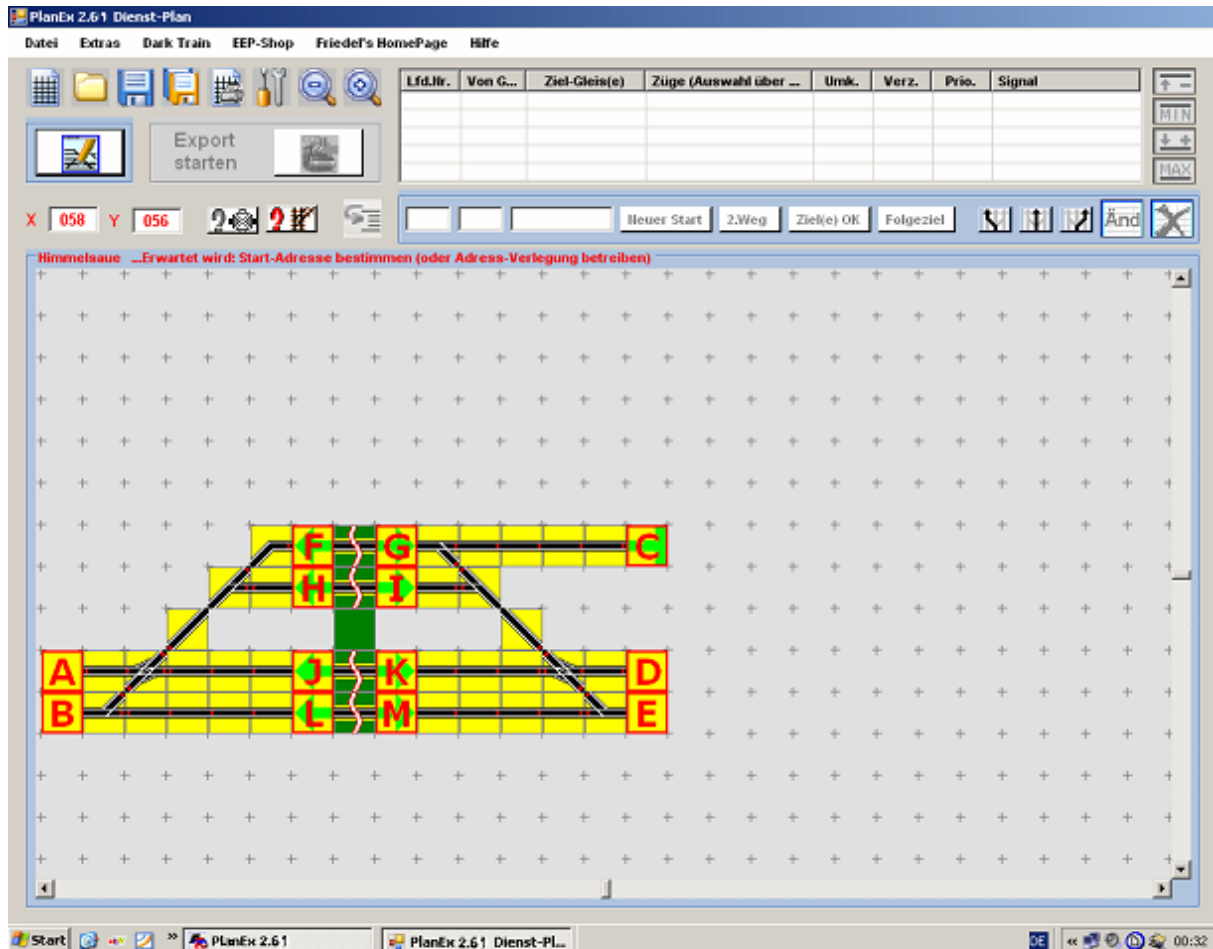 PlanEx 2.61 Dienst-Plan
Datei Extras Dark Train EEP-Shop Friedel's HomePage Hilfe
Lfd.Nr. Von G... Ziel-Gleis(e) Züge (Auswahl über ... Umk. Verz. Prio. Signal
MIN
Export
starten
MAX
X 058 Y 056 Neuer Start 2.Weg Ziel(e) OK Folgeziel Änd
Himmelsaue ...Erwartet wird: Start-Adresse bestimmen (oder Adress-Verlegung betreiben)
F G C
H I
A J K D
B L M E
Start » PlanEx 2.61 PlanEx 2.61 Dienst-Pl... DE « 00:32